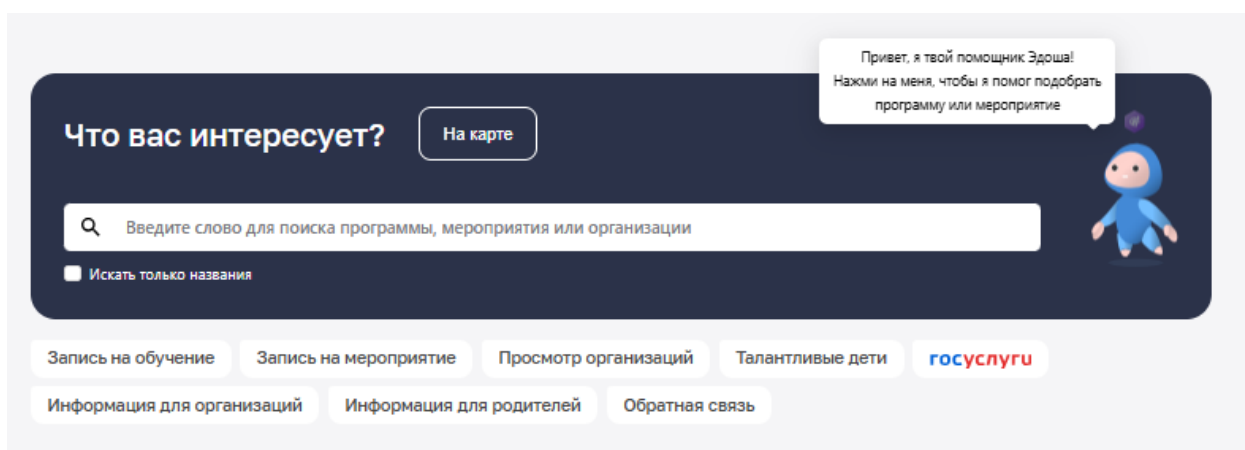 Привет, я твой помощник Эдоша!
Нажми на меня, чтобы я помог подобрать
программу или мероприятие
Что вас интересует?
На карте
Введите слово для поиска программы, мероприятия или организации
Искать только названия
Запись на обучение
Запись на мероприятие
Просмотр организаций
Талантливые дети
госуслуги
Информация для организаций
Информация для родителей
Обратная связь